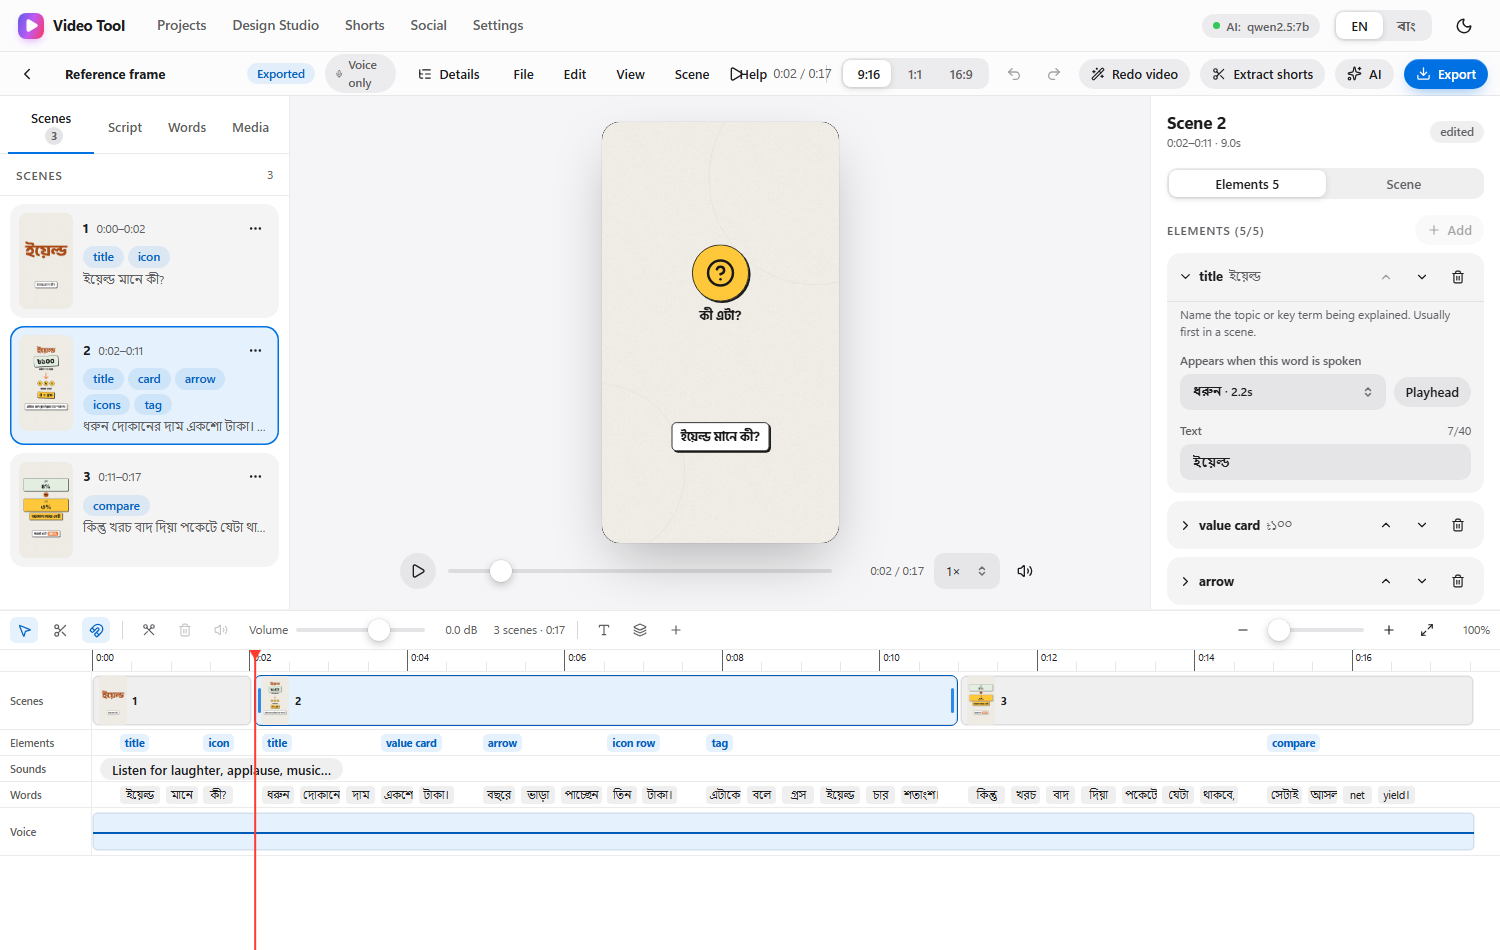 Video Tool
Projects
Design Studio
Shorts
Social
Settings
AI: qwen2.5:7b
EN
বাং
Reference frame
Exported
Voice only
Details
File
Edit
View
Scene
Help
0:02 / 0:17
9:16
1:1
16:9
Redo video
Extract shorts
AI
Export
Scenes
3
Script
Words
Media
SCENES
3
1 0:00–0:02
title
icon
ইয়েল্ড মানে কী?
ইয়েল্ড
2 0:02–0:11
title
card
arrow
icons
tag
ধরুন দোকানের দাম একশো টাকা। ...
ইয়েল্ড
৳১০০
3 0:11–0:17
compare
কিন্তু খরচ বাদ দিয়া পকেটে যেটা থা...
কী এটা?
ইয়েল্ড মানে কী?
0:02 / 0:17
1×
Scene 2
0:02–0:11 · 9.0s
edited
Elements 5
Scene
ELEMENTS (5/5)
Add
title ইয়েল্ড
Name the topic or key term being explained. Usually
first in a scene.
Appears when this word is spoken
ধরুন · 2.2s
Playhead
Text
7/40
ইয়েল্ড
value card ৳১০০
arrow
Volume
0.0 dB
3 scenes · 0:17
100%
0:00
0:02
0:04
0:06
0:08
0:10
0:12
0:14
0:16
Scenes
1
2
3
Elements
title
icon
title
value card
arrow
icon row
tag
compare
Sounds
Listen for laughter, applause, music...
Words
ইয়েল্ড
মানে
কী?
ধরুন
দোকানে
দাম
একশে
টাকা।
বছরে
ভাড়া
পাচ্ছেন
তিন
টাকা।
এটাকে
বলে
গ্রস
ইয়েল্ড
চার
শতাংশ।
কিন্তু
খরচ
বাদ
দিয়া
পকেটে
যেটা
থাকবে,
সেটাই
আসল
net
yield।
Voice